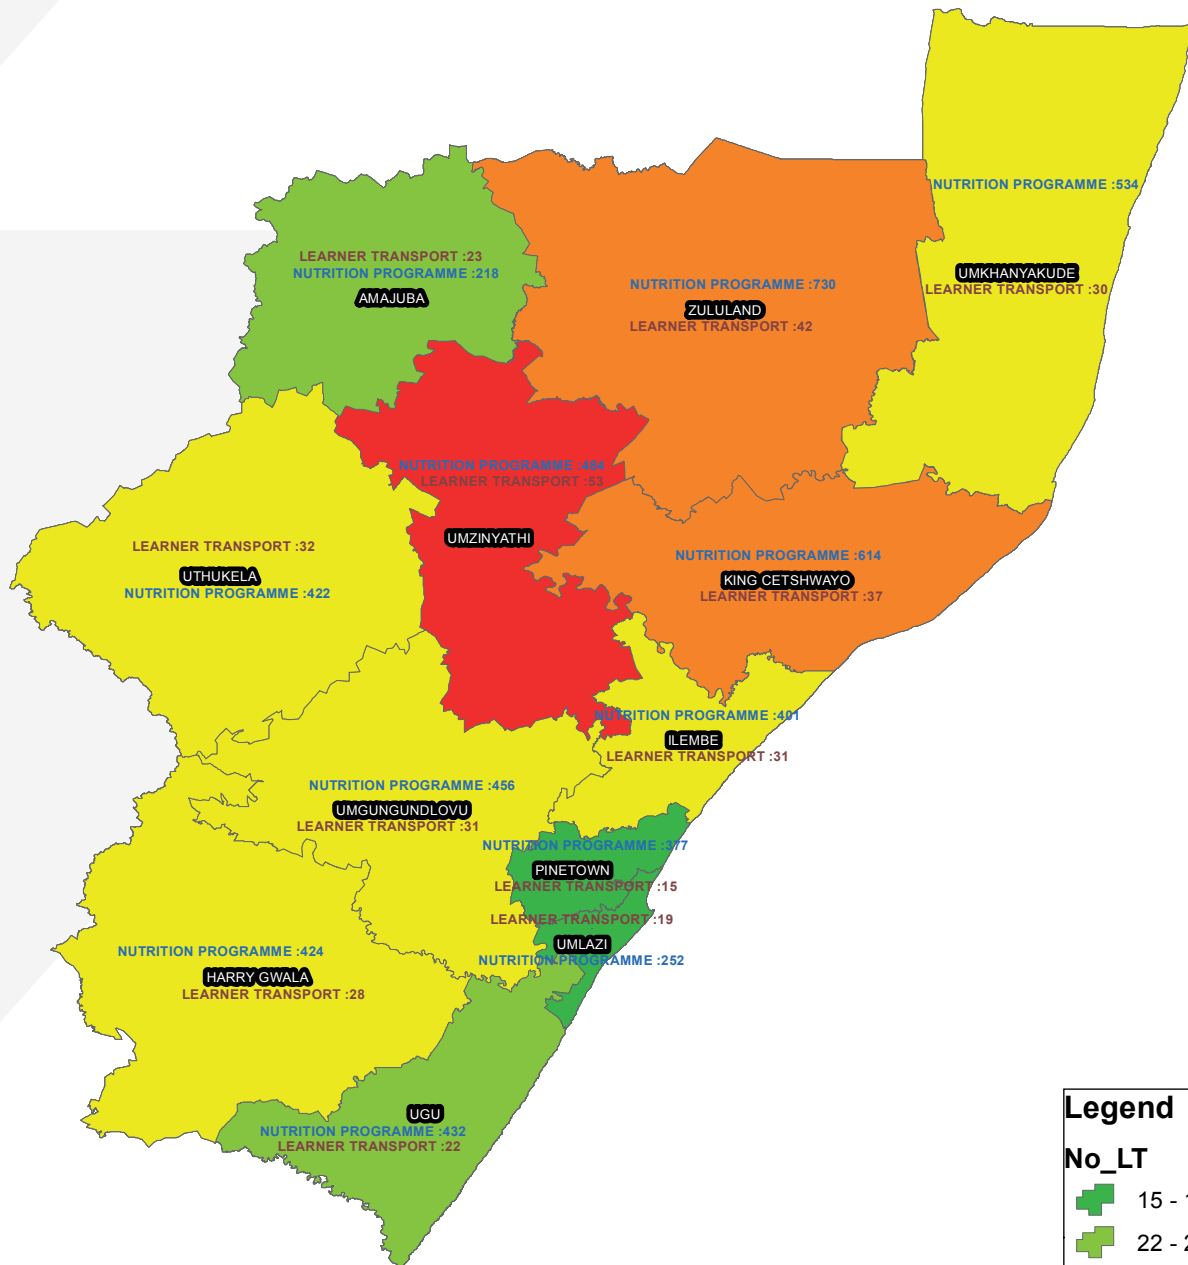 NUTRITION PROGRAMME :534
UMKHANYAKUDE
LEARNER TRANSPORT :30
LEARNER TRANSPORT :23
NUTRITION PROGRAMME :218
AMAJUBA
NUTRITION PROGRAMME :730
ZULULAND
LEARNER TRANSPORT :42
NUTRITION PROGRAMME :484
LEARNER TRANSPORT :53
UMZINYATHI
LEARNER TRANSPORT :32
UTHUKELA
NUTRITION PROGRAMME :422
NUTRITION PROGRAMME :614
KING CETSHWAYO
LEARNER TRANSPORT :37
NUTRITION PROGRAMME :401
ILEMBE
LEARNER TRANSPORT :31
NUTRITION PROGRAMME :456
UMGUNGUNDLOVU
LEARNER TRANSPORT :31
NUTRITION PROGRAMME :377
PINETOWN
LEARNER TRANSPORT :15
LEARNER TRANSPORT :19
UMLAZI
NUTRITION PROGRAMME :252
NUTRITION PROGRAMME :424
HARRY GWALA
LEARNER TRANSPORT :28
UGU
NUTRITION PROGRAMME :432
LEARNER TRANSPORT :22
Legend
No_LT
15 -
22 -